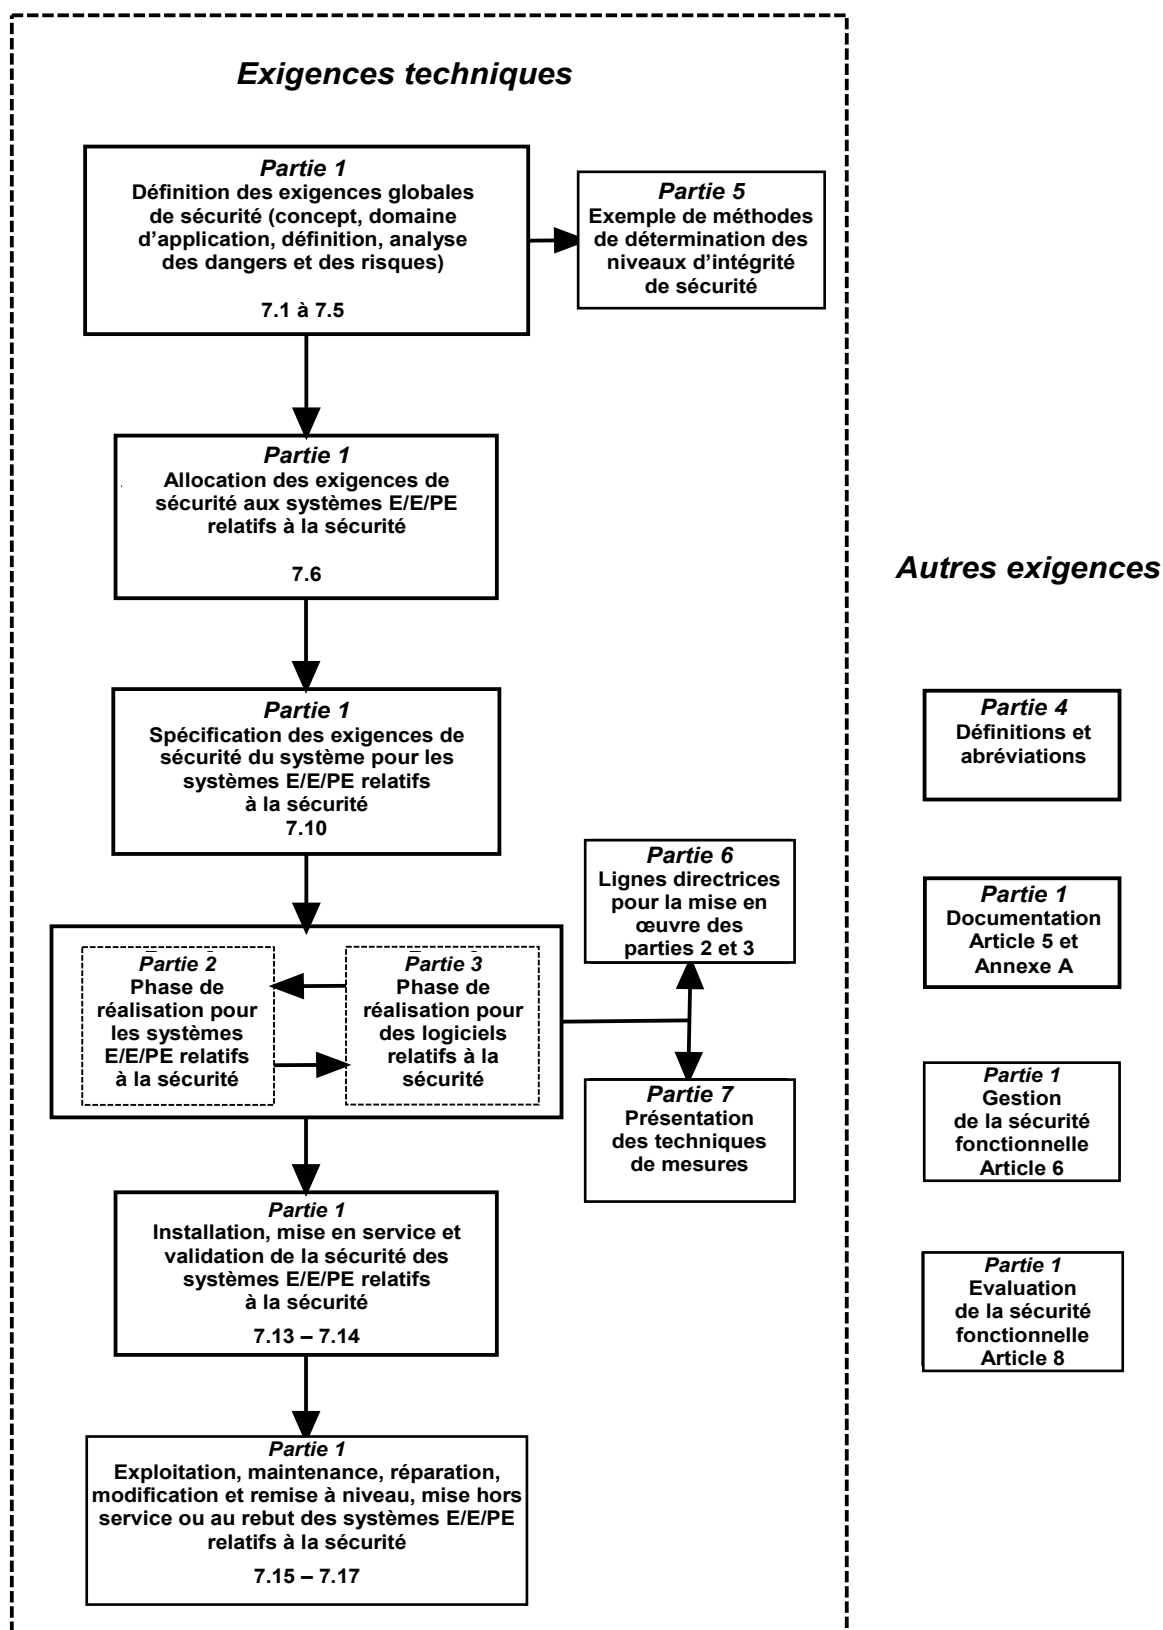 Exigences techniques
Partie 1
Définition des exigences globales
de sécurité (concept, domaine
d’application, définition, analyse
des dangers et des risques)
7.1 à 7.5
Partie 5
Exemple de méthodes
de détermination des
niveaux d’intégrité
de sécurité
Partie 1
Allocation des exigences de
sécurité aux systèmes E/E/PE
relatifs à la sécurité
7.6
Partie 1
Spécification des exigences de
sécurité du système pour les
systèmes E/E/PE relatifs
à la sécurité
7.10
Partie 2
Phase de
réalisation pour
les systèmes
E/E/PE relatifs
à la sécurité
Partie 3
Phase de
réalisation pour
des logiciels
relatifs à la
sécurité
Partie 6
Lignes directrices
pour la mise en
œuvre des
parties 2 et 3
Partie 7
Présentation
des techniques
de mesures
Partie 1
Installation, mise en service et
validation de la sécurité des
systèmes E/E/PE relatifs
à la sécurité
7.13 – 7.14
Partie 1
Exploitation, maintenance, réparation,
modification et remise à niveau, mise hors
service ou au rebut des systèmes E/E/PE
relatifs à la sécurité
7.15 – 7.17
Autres exigences
Partie 4
Définitions et
abréviations
Partie 1
Documentation
Article 5 et
Annexe A
Partie 1
Gestion
de la sécurité
fonctionnelle
Article 6
Partie 1
Evaluation
de la sécurité
fonctionnelle
Article 8